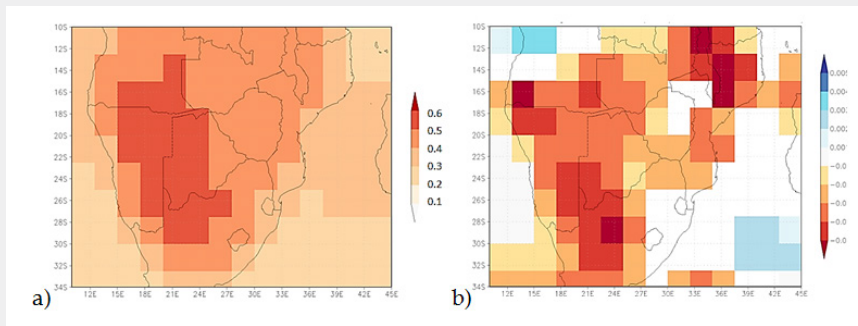 10S
12S
14S
16S
18S
20S
22S
24S
26S
28S
30S
32S
34S
12E 15E 18E 21E 24E 27E 30E 33E 36E 39E 42E 45E
0.6
0.5
0.4
0.3
0.2
0.1
a)
10S
12S
14S
16S
18S
20S
22S
24S
26S
28S
30S
32S
34S
12E 15E 18E 21E 24E 27E 30E 33E 36E 39E 42E 45E
b)